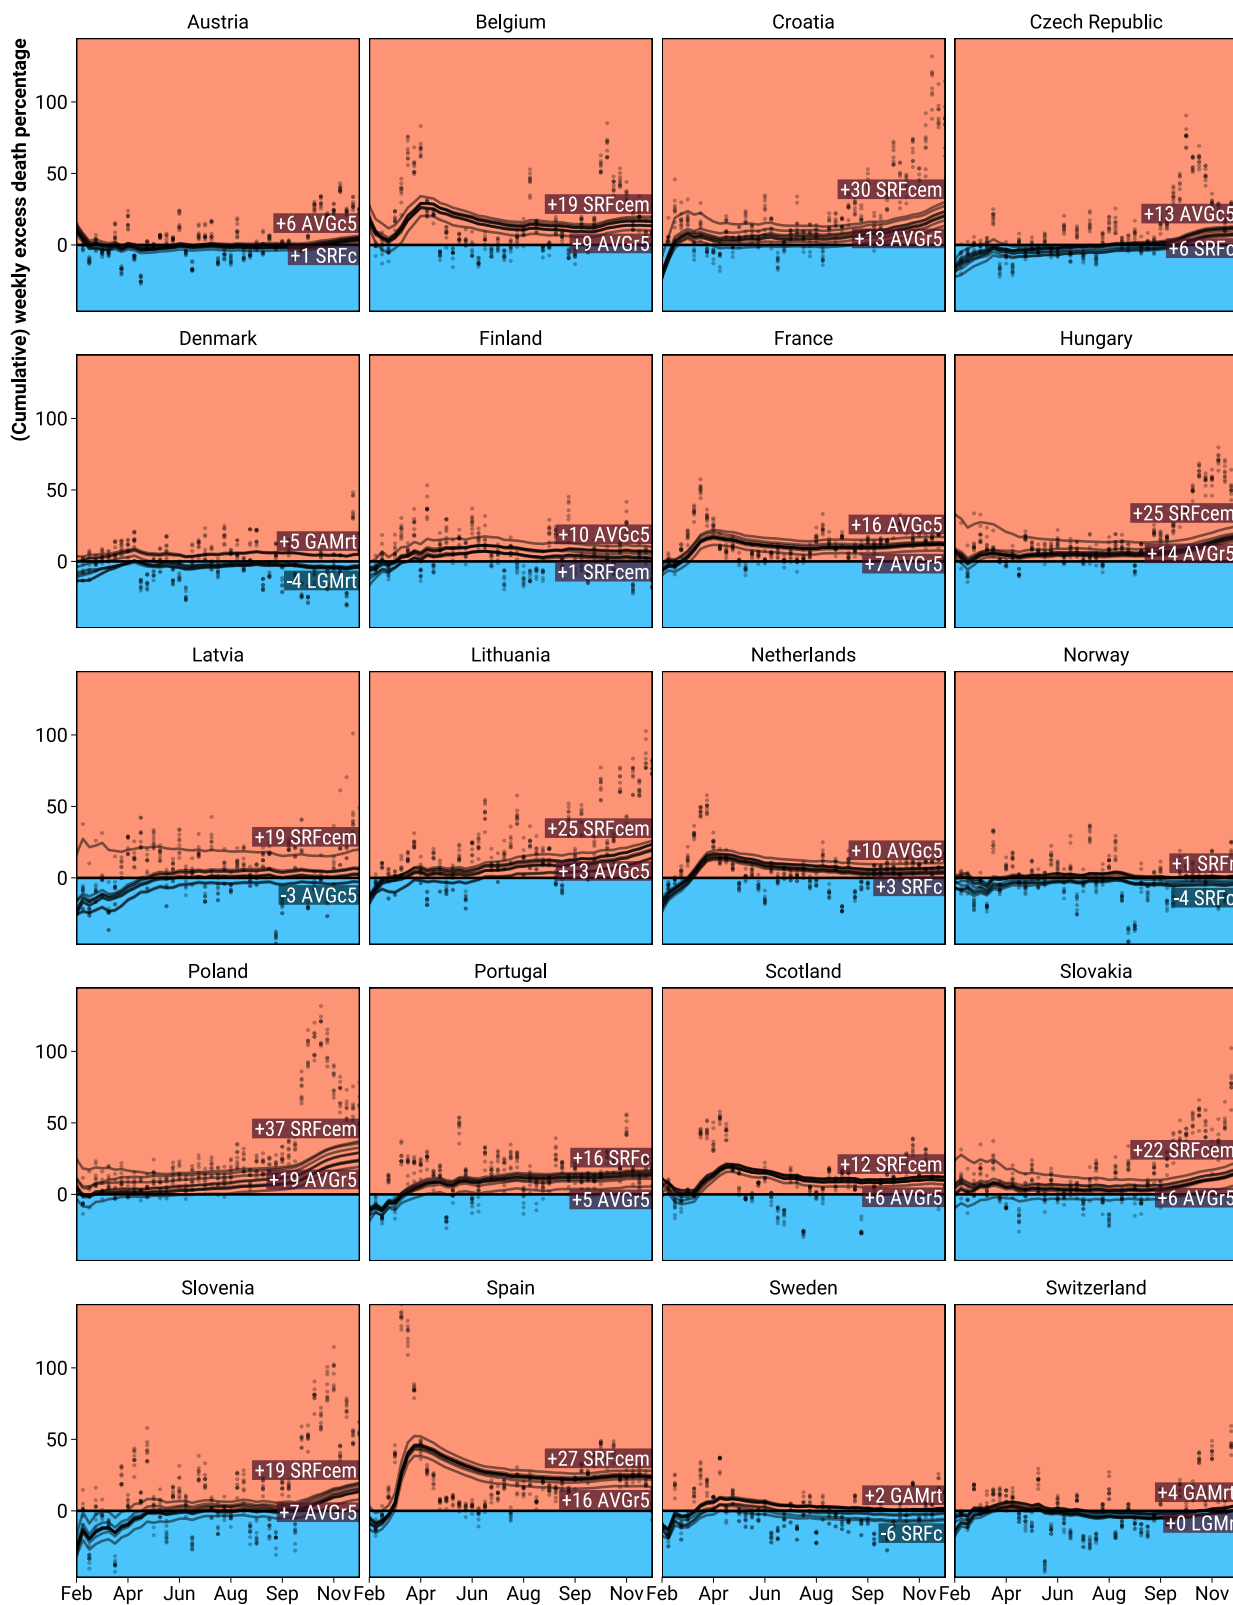 (Cumulative) weekly excess death percentage
Austria
Belgium
Croatia
Czech Republic
100
50
0
+6 AVGc5
+1 SRFc
+19 SRFcem
+9 AVGr5
+30 SRFcem
+13 AVGr5
+13 AVGc5
+6 SRFc
Denmark
Finland
France
Hungary
100
50
0
+5 GAMrt
-4 LGMrt
+10 AVGc5
+1 SRFcem
+16 AVGc5
+7 AVGr5
+25 SRFcem
+14 AVGr5
Latvia
Lithuania
Netherlands
Norway
100
50
0
+19 SRFcem
-3 AVGc5
+25 SRFcem
+13 AVGc5
+10 AVGc5
+3 SRFc
+1 SRFr
-4 SRFc
Poland
Portugal
Scotland
Slovakia
100
50
0
+37 SRFcem
+19 AVGr5
+16 SRFc
+5 AVGr5
+12 SRFcem
+6 AVGr5
+22 SRFcem
+6 AVGr5
Slovenia
Spain
Sweden
Switzerland
100
50
0
+19 SRFcem
+7 AVGr5
+27 SRFcem
+16 AVGr5
+2 GAMrt
-6 SRFc
+4 GAMrt
+0 LGMr
Feb Apr Jun Aug Sep Nov Feb Apr Jun Aug Sep Nov Feb Apr Jun Aug Sep Nov Feb Apr Jun Aug Sep Nov